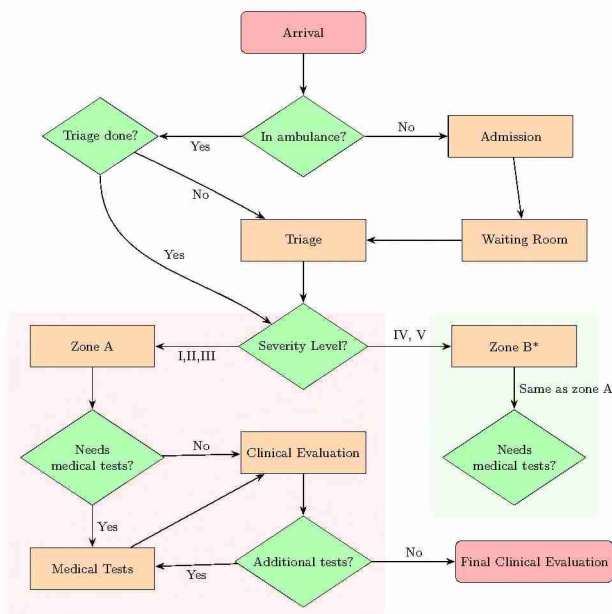 Arrival
Triage done?
In ambulance?
Yes
No
Admission
No
Triage
Waiting Room
Yes
Zone A
I,II,III
Severity Level?
IV, V
Zone B*
Same as zone A
Needs
medical tests?
No
Clinical Evaluation
Needs
medical tests?
Yes
Medical Tests
Yes
Additional tests?
No
Final Clinical Evaluation